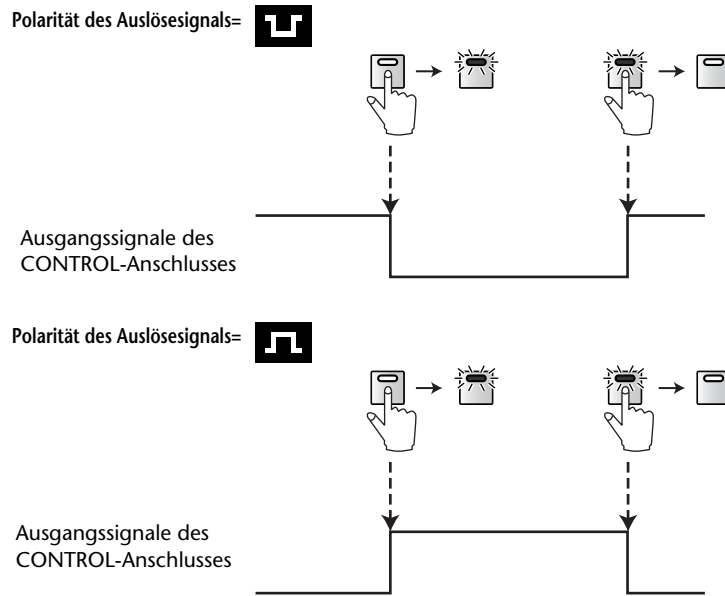 Polarität des Auslösesignals=
Ausgangssignale des
CONTROL-Anschlusses
Polarität des Auslösesignals=
Ausgangssignale des
CONTROL-Anschlusses